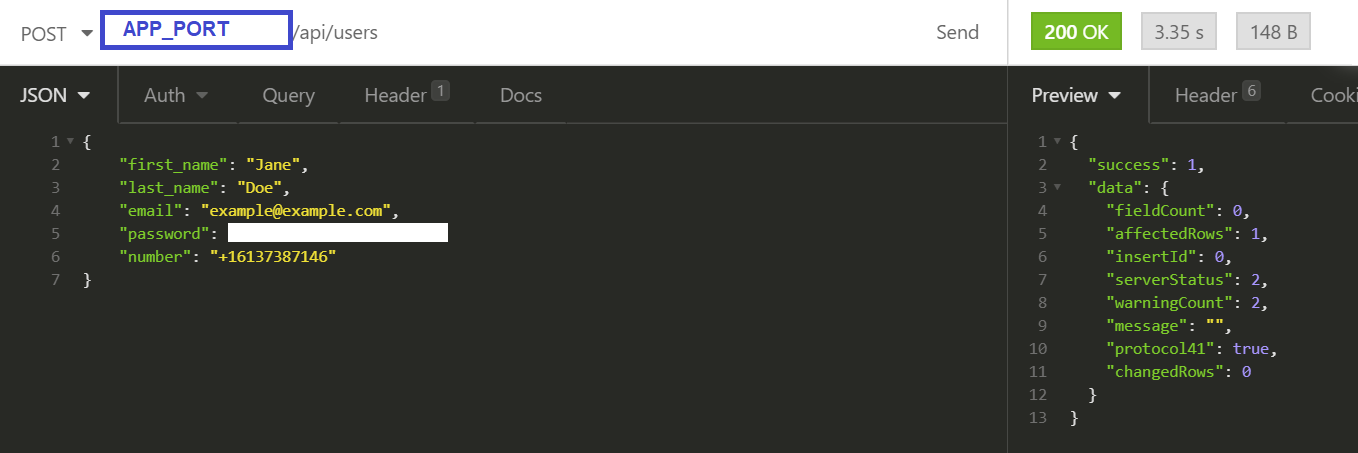 POST APP_PORT /api/users Send 200 OK 3.35 s 148 B
JSON Auth Query Header 1 Docs
1 {
2 "first_name": "Jane",
3 "last_name": "Doe",
4 "email": "example@example.com",
5 "password":
6 "number": "+16137387146"
7 }
Preview Header 6 Cooki
1 {
2 "success": 1,
3 "data": {
4 "fieldCount": 0,
5 "affectedRows": 1,
6 "insertId": 0,
7 "serverStatus": 2,
8 "warningCount": 2,
9 "message": "",
10 "protocol41": true,
11 "changedRows": 0
12 }
13 }